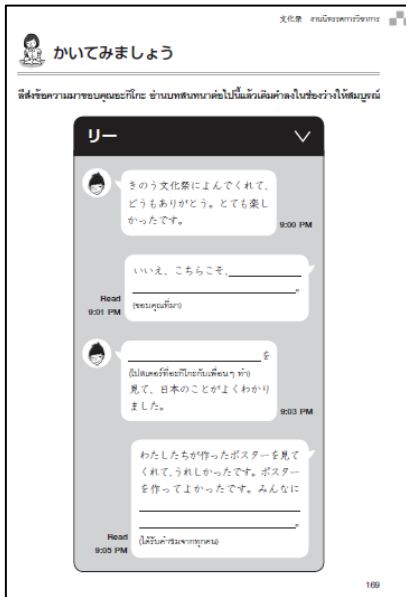 文化祭 งานนิทรรศการวิชาการ
かいてみましょう
ลีส่งข้อความมาขอบคุณอะกิโกะ อ่านบทสนทนาต่อไปนี้แล้วเติมคำลงในช่องว่างให้สมบูรณ์
リー
きのう文化祭によんでくれて、
どうもありがとう。とても楽し
かったです。
9:00 PM
いいえ、こちらこそ、
。
(ขอบคุณที่มา)
Read
9:01 PM
を
(โปสเตอร์ที่อะกิโกะกับเพื่อนๆ ทำ)
見て、日本のことがよくわかり
ました。
9:03 PM
わたしたちが作ったポスターを見て
くれて、うれしかったです。ポスター
を作ってよかったです。みんなに
。
(ได้รับคำชมจากทุกคน)
Read
9:05 PM
169